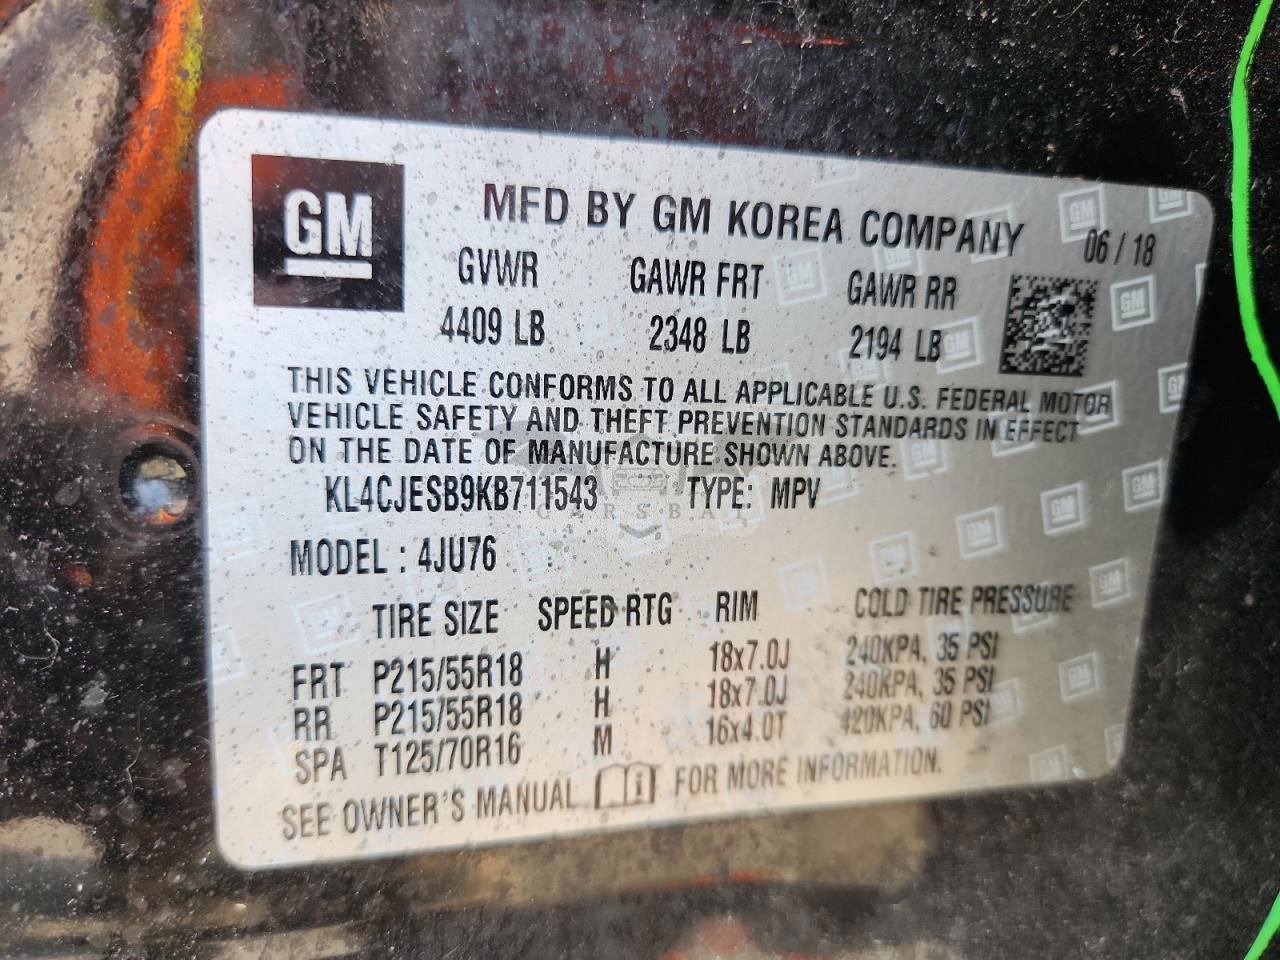 GM
MFD BY GM KOREA COMPANY 06 / 18
GVWR GAWR FRT GAWR RR
4409 LB 2348 LB 2194 LB
THIS VEHICLE CONFORMS TO ALL APPLICABLE U.S. FEDERAL MOTOR
VEHICLE SAFETY AND THEFT PREVENTION STANDARDS IN EFFECT
ON THE DATE OF MANUFACTURE SHOWN ABOVE.
KL4CJESB9KB711543 TYPE: MPV
MODEL : 4JU76
TIRE SIZE SPEED RTG RIM COLD TIRE PRESSURE
FRT P215/55R18 H 18x7.0J 240KPA, 35 PSI
RR P215/55R18 H 18x7.0J 240KPA, 35 PSI
SPA T125/70R16 M 16x4.0T 420KPA, 60 PSI
SEE OWNER'S MANUAL FOR MORE INFORMATION.